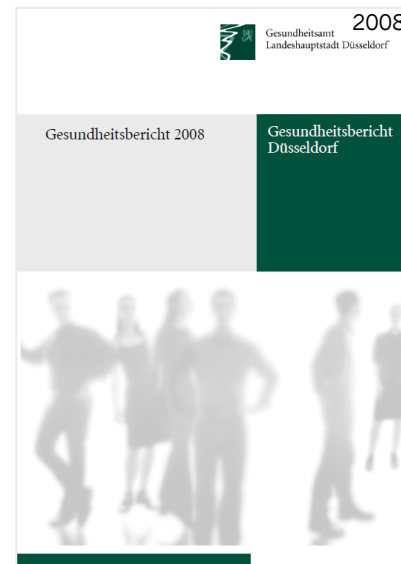 2008
Gesundheitsamt
Landeshauptstadt Düsseldorf
Gesundheitsbericht 2008
Gesundheitsbericht
Düsseldorf